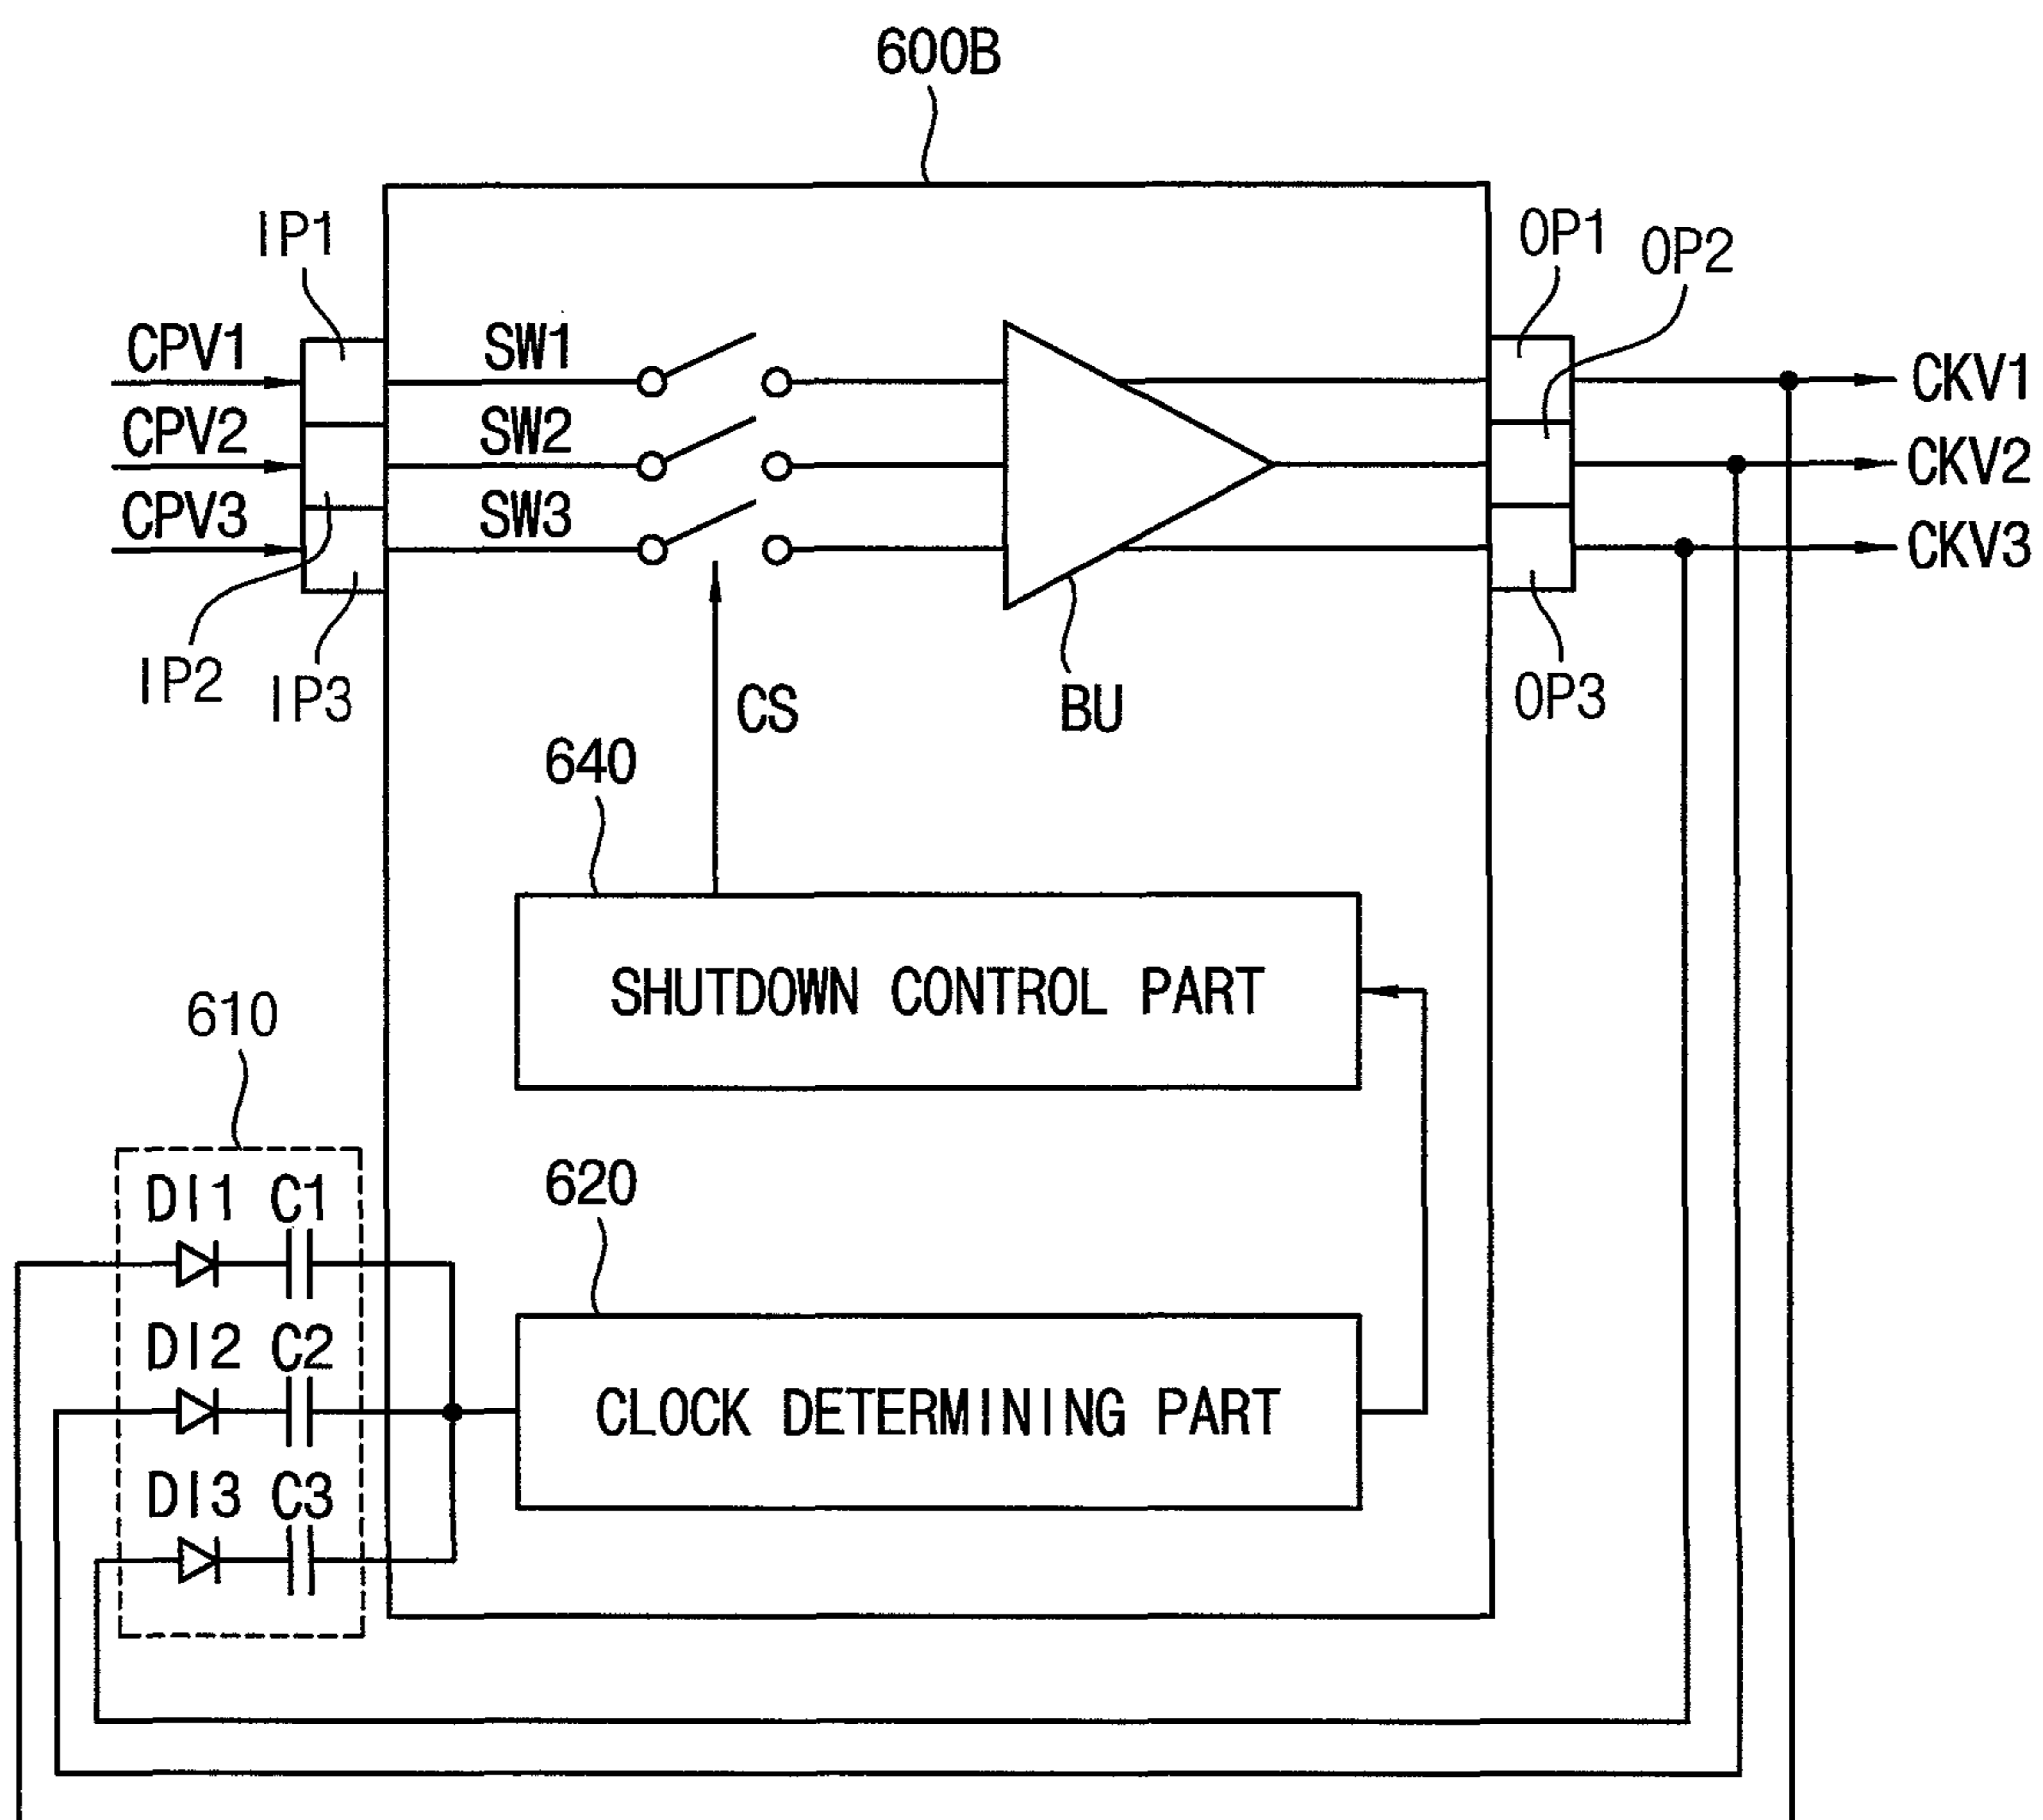 600B
IP1
OP1
OP2
CPV1
SW1
CKV1
CPV2
SW2
CKV2
CPV3
SW3
CKV3
IP2
IP3
CS
BU
OP3
640
SHUTDOWN CONTROL PART
610
DI1 C1
620
DI2 C2
CLOCK DETERMINING PART
DI3 C3